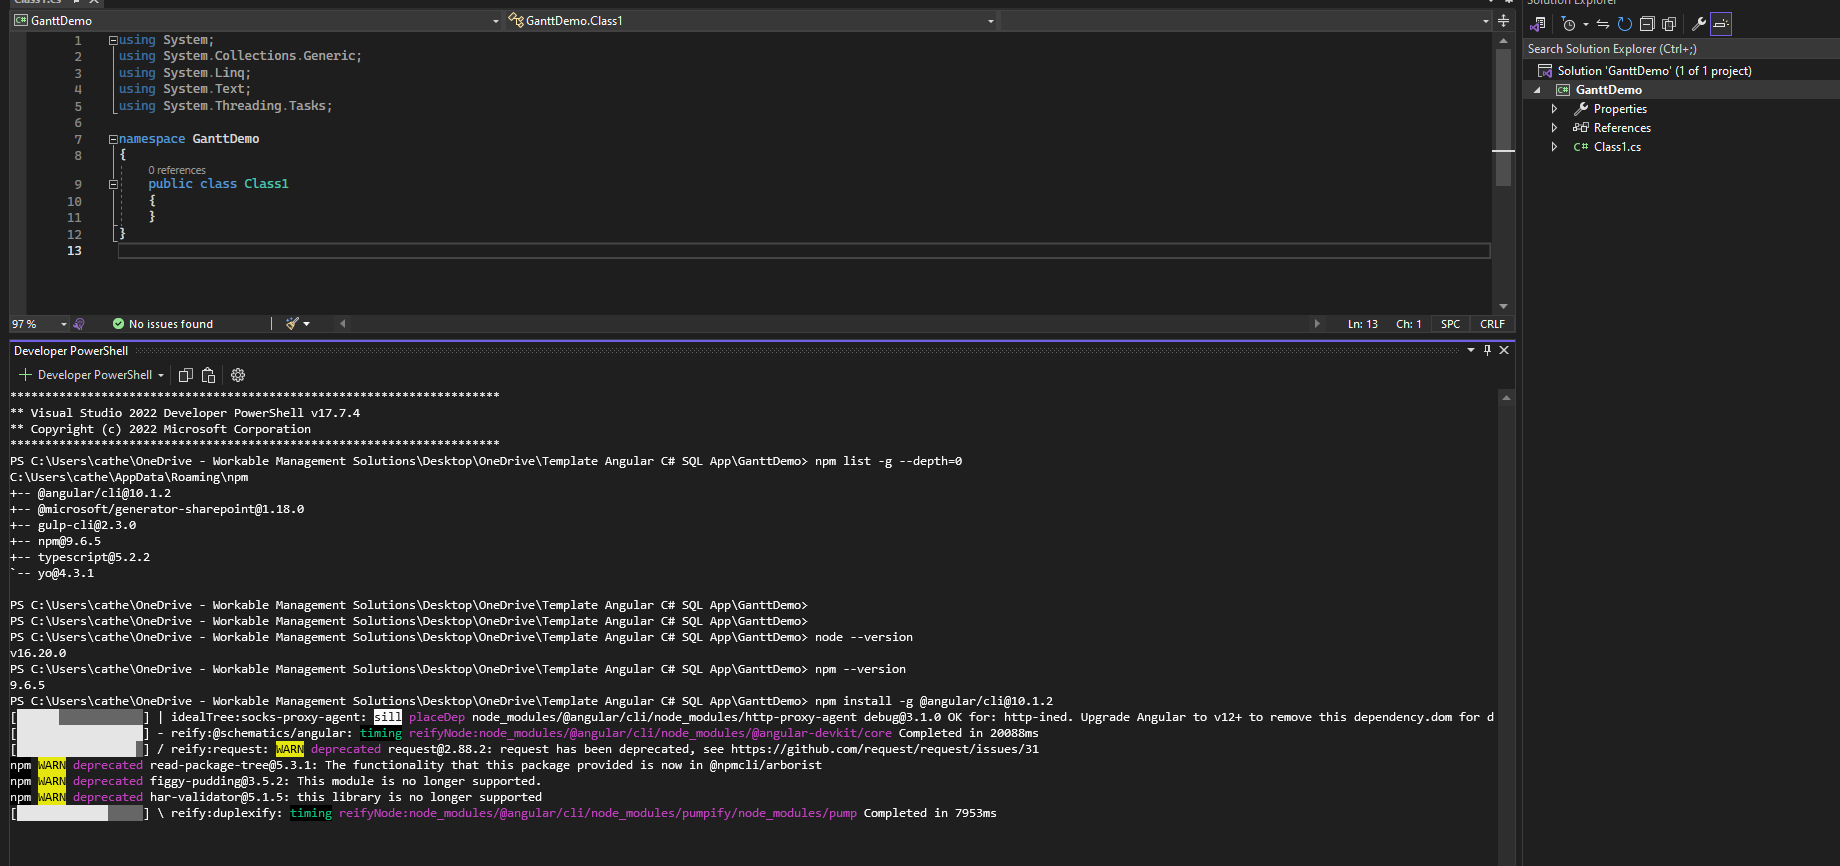 Class1.cs
GanttDemo
GanttDemo.Class1
1 using System;
2 using System.Collections.Generic;
3 using System.Linq;
4 using System.Text;
5 using System.Threading.Tasks;
6
7 namespace GanttDemo
8 {
0 references
9 public class Class1
10 {
11 }
12 }
13
97 %
No issues found
Ln: 13 Ch: 1 SPC CRLF
Developer PowerShell
Developer PowerShell
**********************************************************************
** Visual Studio 2022 Developer PowerShell v17.7.4
** Copyright (c) 2022 Microsoft Corporation
**********************************************************************
PS C:\Users\cathe\OneDrive - Workable Management Solutions\Desktop\OneDrive\Template Angular C# SQL App\GanttDemo> npm list -g --depth=0
C:\Users\cathe\AppData\Roaming\npm
+-- @angular/cli@10.1.2
+-- @microsoft/generator-sharepoint@1.18.0
+-- gulp-cli@2.3.0
+-- npm@9.6.5
+-- typescript@5.2.2
`-- yo@4.3.1
PS C:\Users\cathe\OneDrive - Workable Management Solutions\Desktop\OneDrive\Template Angular C# SQL App\GanttDemo>
PS C:\Users\cathe\OneDrive - Workable Management Solutions\Desktop\OneDrive\Template Angular C# SQL App\GanttDemo>
PS C:\Users\cathe\OneDrive - Workable Management Solutions\Desktop\OneDrive\Template Angular C# SQL App\GanttDemo> node --version
v16.20.0
PS C:\Users\cathe\OneDrive - Workable Management Solutions\Desktop\OneDrive\Template Angular C# SQL App\GanttDemo> npm --version
9.6.5
PS C:\Users\cathe\OneDrive - Workable Management Solutions\Desktop\OneDrive\Template Angular C# SQL App\GanttDemo> npm install -g @angular/cli@10.1.2
[ ] | idealTree:socks-proxy-agent: sill placeDep node_modules/@angular/cli/node_modules/http-proxy-agent debug@3.1.0 OK for: http-ined. Upgrade Angular to v12+ to remove this dependency.dom for d
[ ] - reify:@schematics/angular: timing reifyNode:node_modules/@angular/cli/node_modules/@angular-devkit/core Completed in 20088ms
[ ] / reify:request: WARN deprecated request@2.88.2: request has been deprecated, see https://github.com/request/request/issues/31
npm WARN deprecated read-package-tree@5.3.1: The functionality that this package provided is now in @npmcli/arborist
npm WARN deprecated figgy-pudding@3.5.2: This module is no longer supported.
npm WARN deprecated har-validator@5.1.5: this library is no longer supported
[ ] \ reify:duplexify: timing reifyNode:node_modules/@angular/cli/node_modules/pumpify/node_modules/pump Completed in 7953ms
Solution Explorer
Search Solution Explorer (Ctrl+;)
Solution 'GanttDemo' (1 of 1 project)
C# GanttDemo
Properties
References
C# Class1.cs